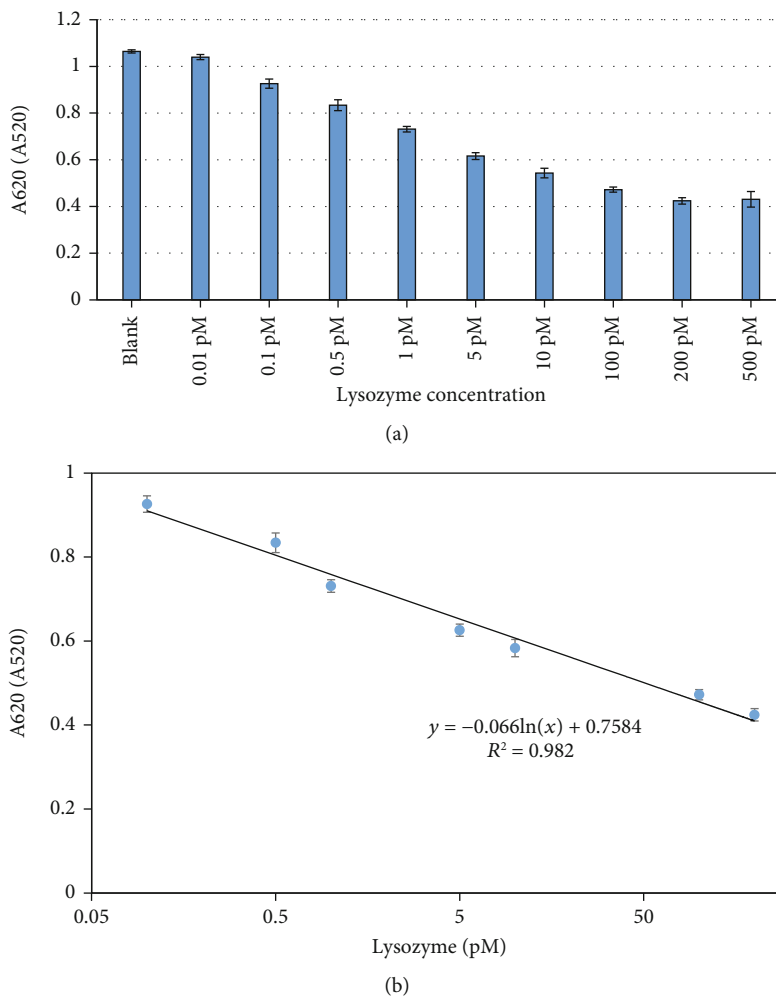 1.2
1
0.8
0.6
0.4
0.2
0
A620 (A520)
Blank
0.01 pM
0.1 pM
0.5 pM
1 pM
5 pM
10 pM
100 pM
200 pM
500 pM
Lysozyme concentration
(a)
1
0.8
0.6
0.4
0.2
0
A620 (A520)
y = −0.066ln(x) + 0.7584
R² = 0.982
0.05
0.5
5
50
Lysozyme (pM)
(b)